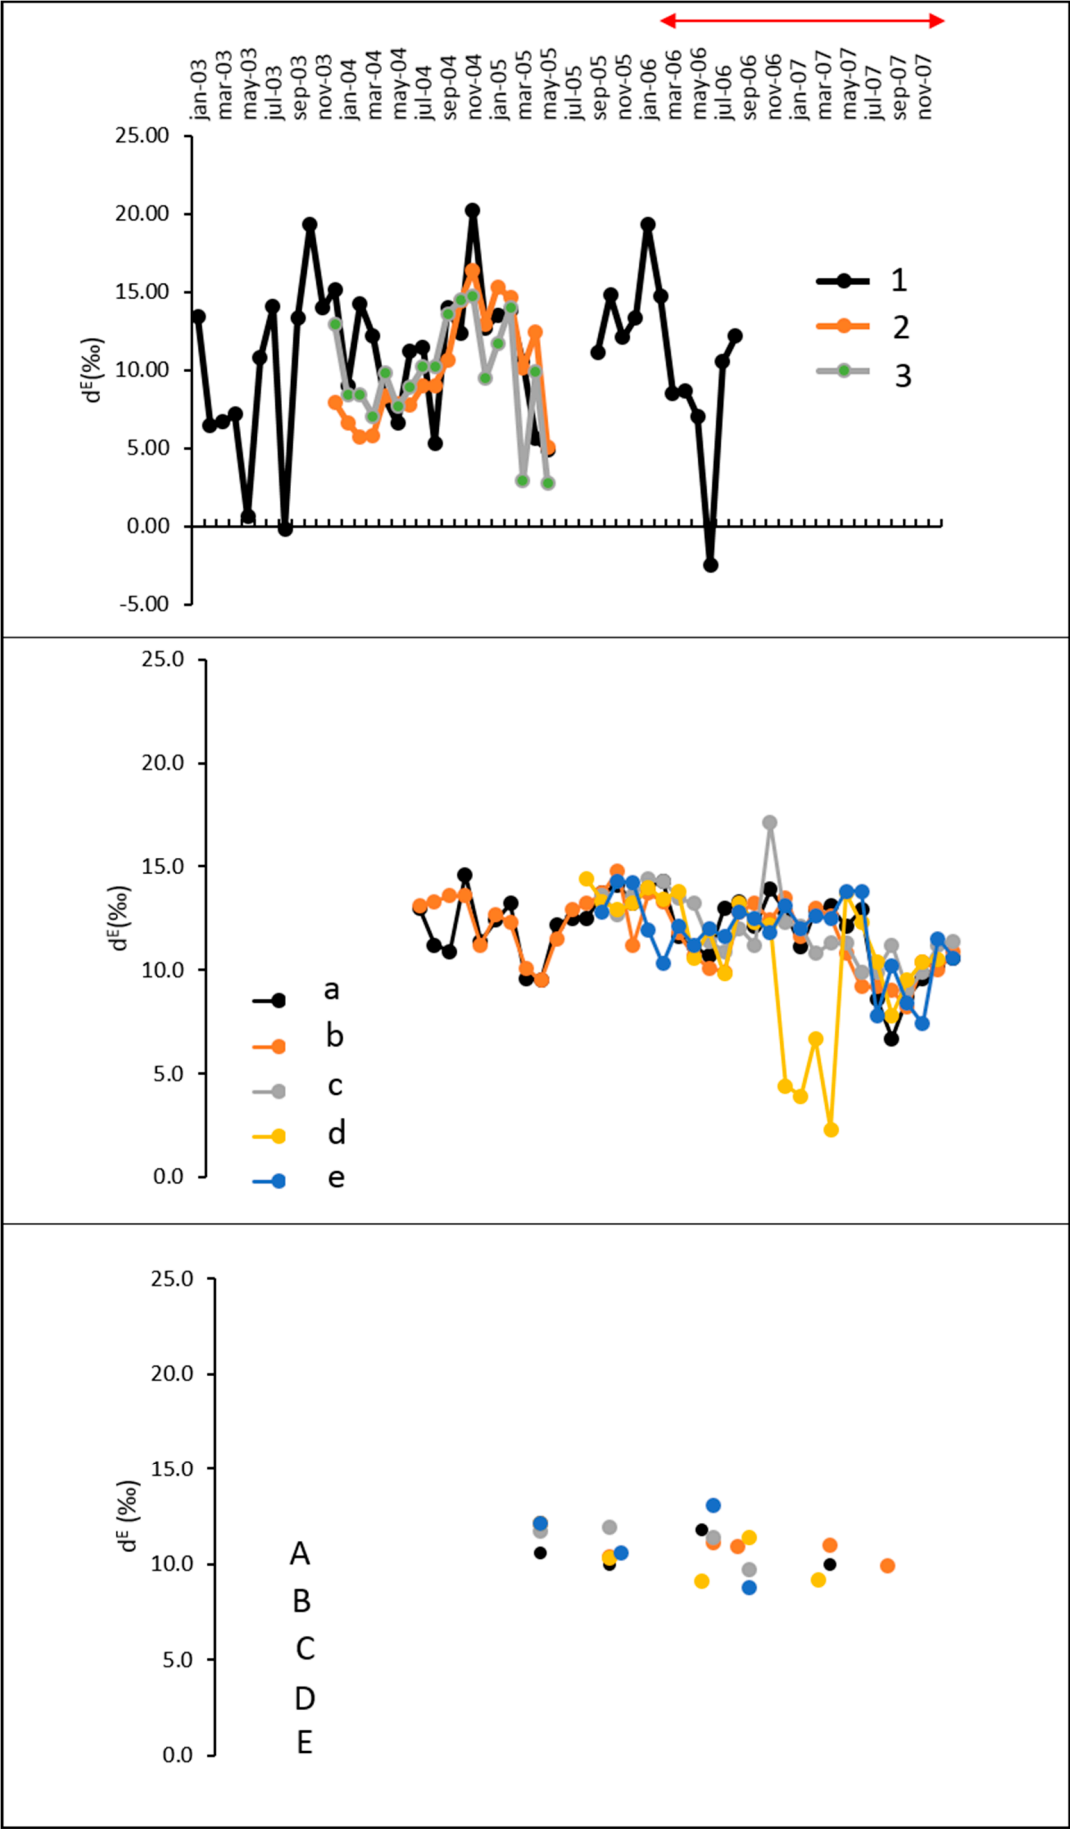 jan-03
mar-03
may-03
jul-03
sep-03
nov-03
jan-04
mar-04
may-04
jul-04
sep-04
nov-04
jan-05
mar-05
may-05
jul-05
sep-05
nov-05
jan-06
mar-06
may-06
jul-06
sep-06
nov-06
jan-07
mar-07
may-07
jul-07
sep-07
nov-07
25.00
20.00
15.00
10.00
5.00
0.00
-5.00
dᴱ(‰)
1
2
3
25.0
20.0
15.0
10.0
5.0
0.0
dᴱ(‰)
a
b
c
d
e
25.0
20.0
15.0
10.0
5.0
0.0
dᴱ (‰)
A
B
C
D
E